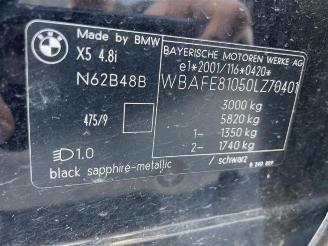 BMW
Made by BMW
X5 4.8i
N62B48B
BAYERISCHE MOTOREN WERKE AG
e1*2001/116*0420*
WBAFE81050LZ70401
3000 kg
5820 kg
1- 1350 kg
2- 1740 kg
475/9
1.0
black sapphire-metallic
/ schwarz